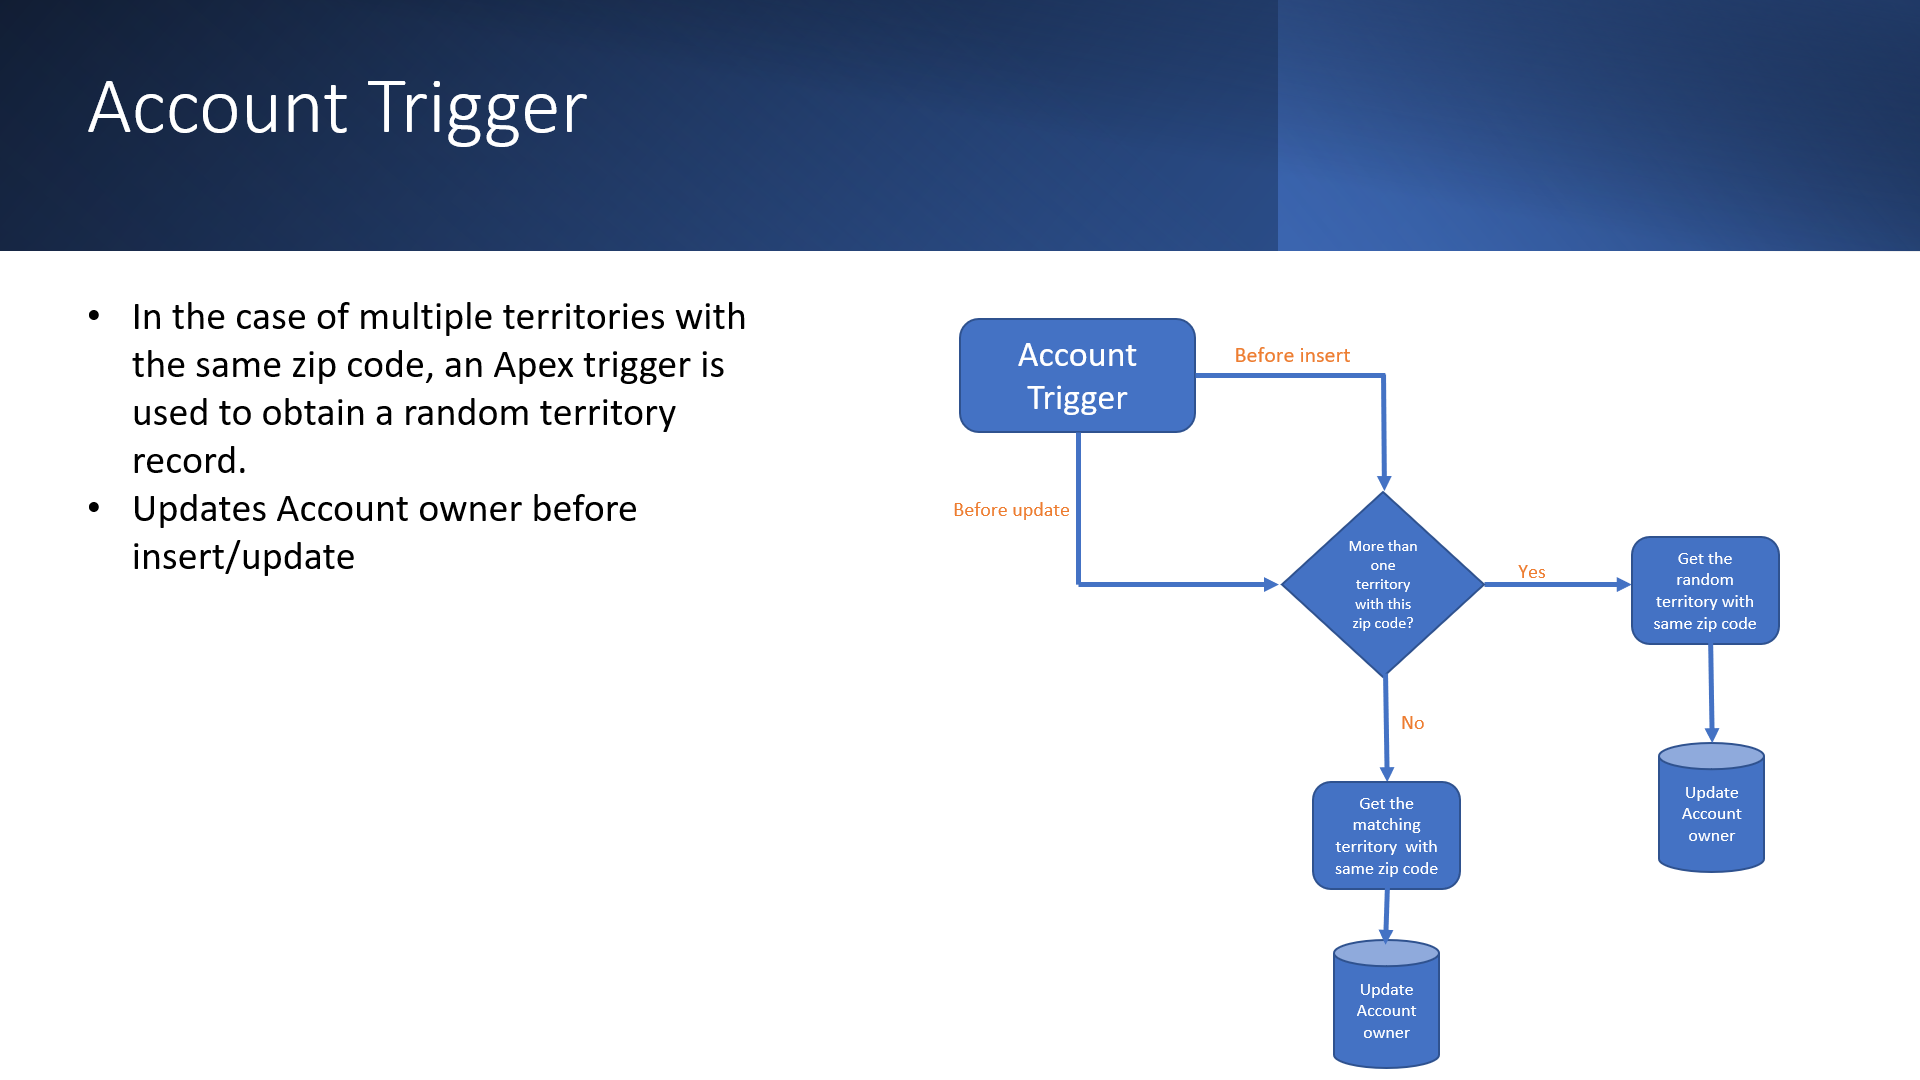 Account Trigger
• In the case of multiple territories with
the same zip code, an Apex trigger is
used to obtain a random territory
record.
• Updates Account owner before
insert/update
Account
Trigger
Before insert
Before update
More than
one
territory
with this
zip code?
Yes
Get the
random
territory with
same zip code
Update
Account
owner
No
Get the
matching
territory  with
same zip code
Update
Account
owner